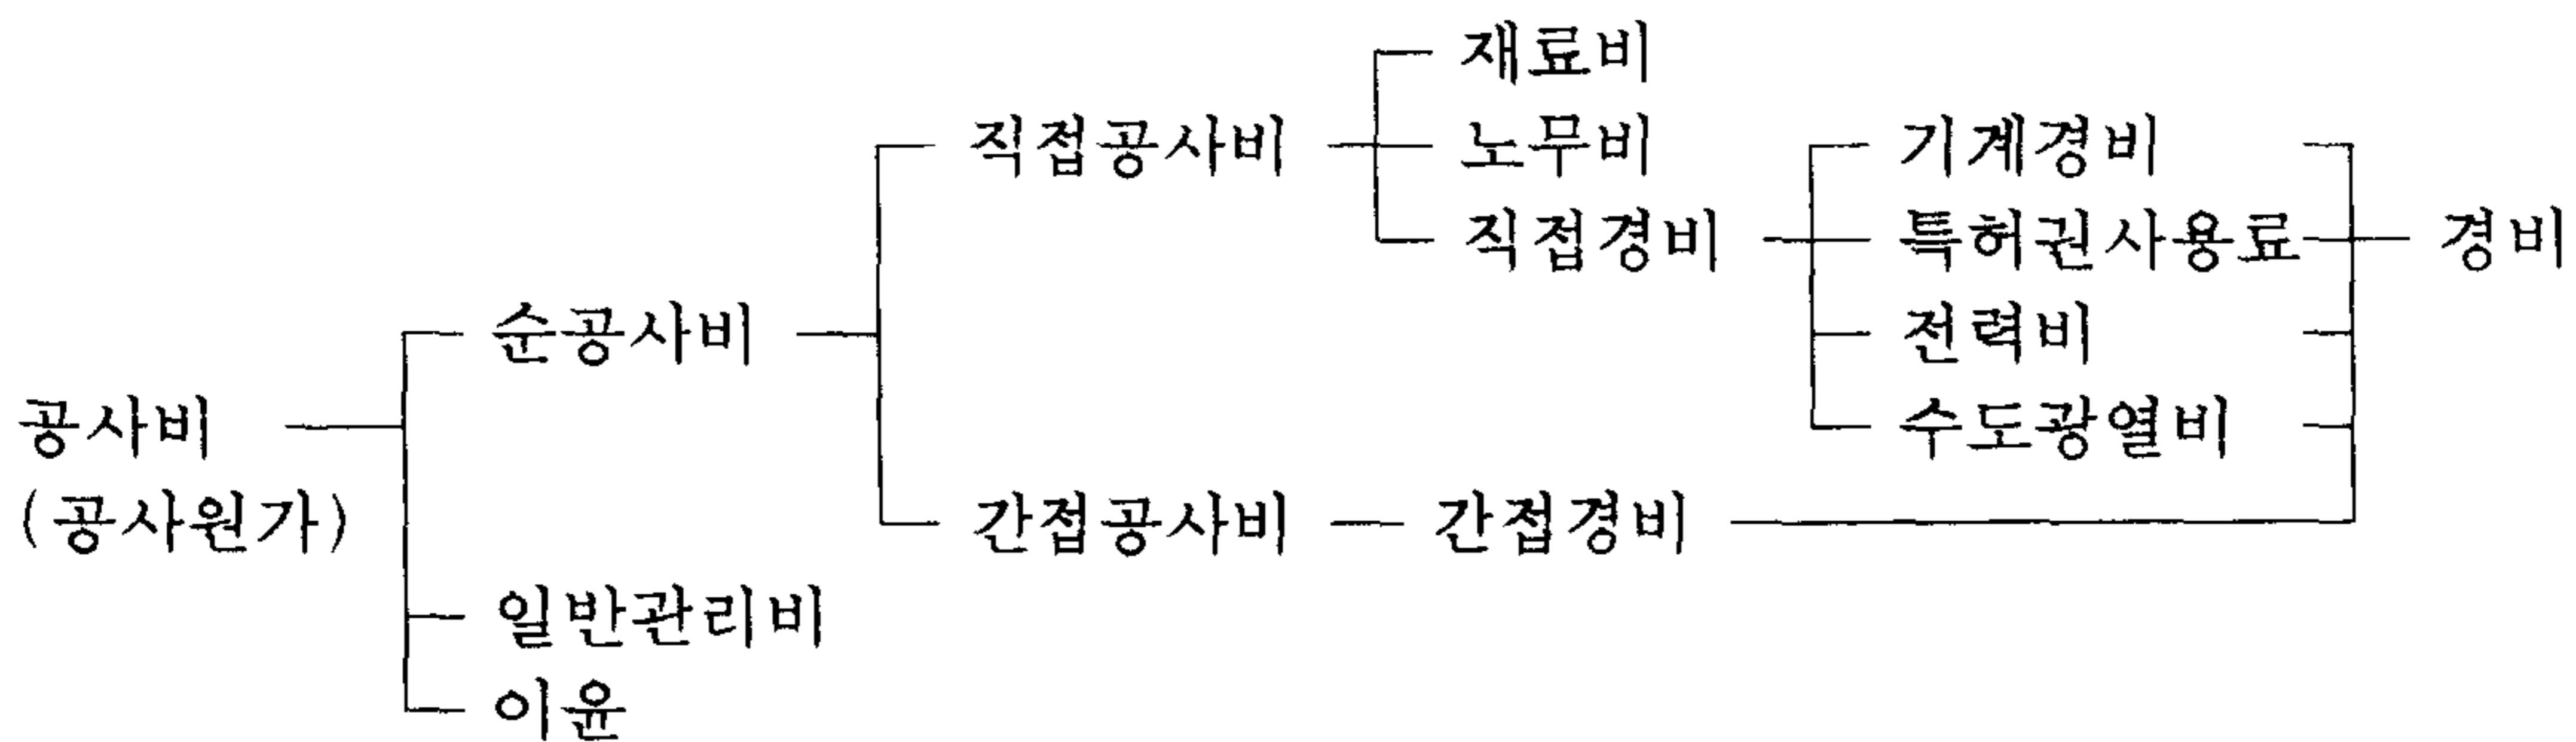 재료비
직접공사비 노무비 기계경비
직접경비 특허권사용료 경비
순공사비 전력비
공사비 수도광열비
(공사원가) 간접공사비 간접경비
일반관리비
이윤